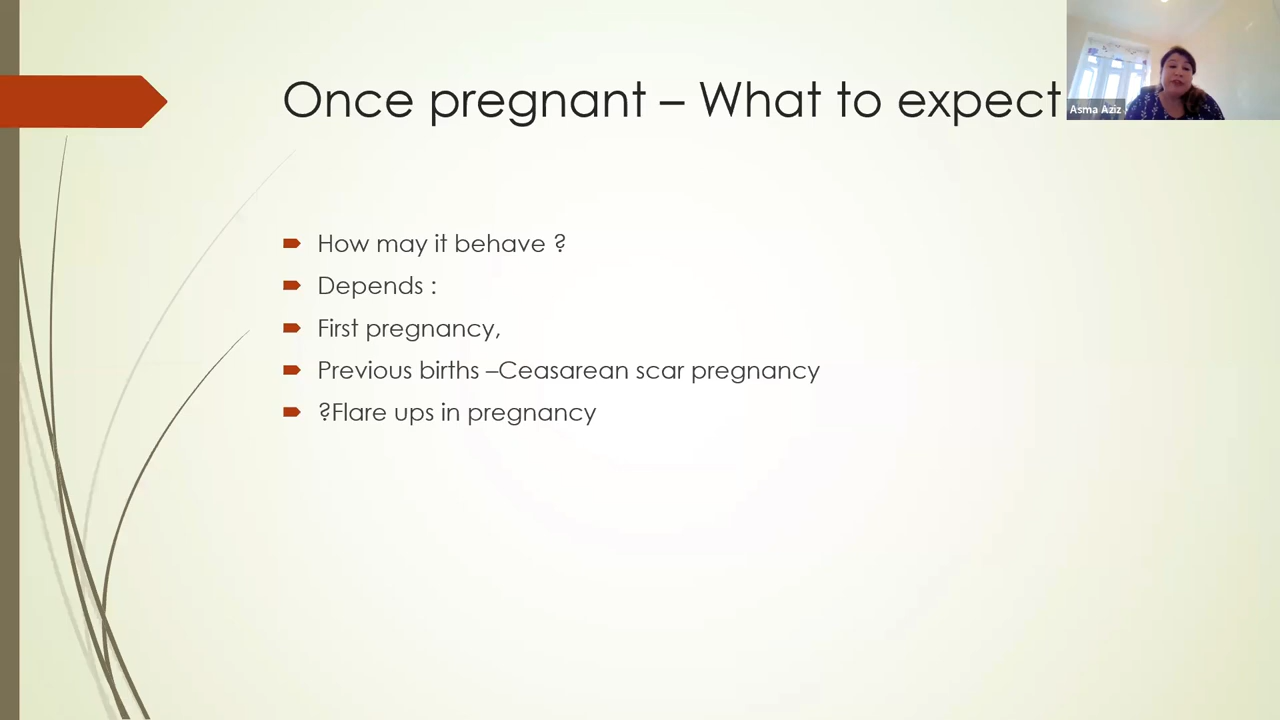 Once pregnant – What to expect
Asma Aziz
How may it behave ?
Depends :
First pregnancy,
Previous births –Ceasarean scar pregnancy
?Flare ups in pregnancy